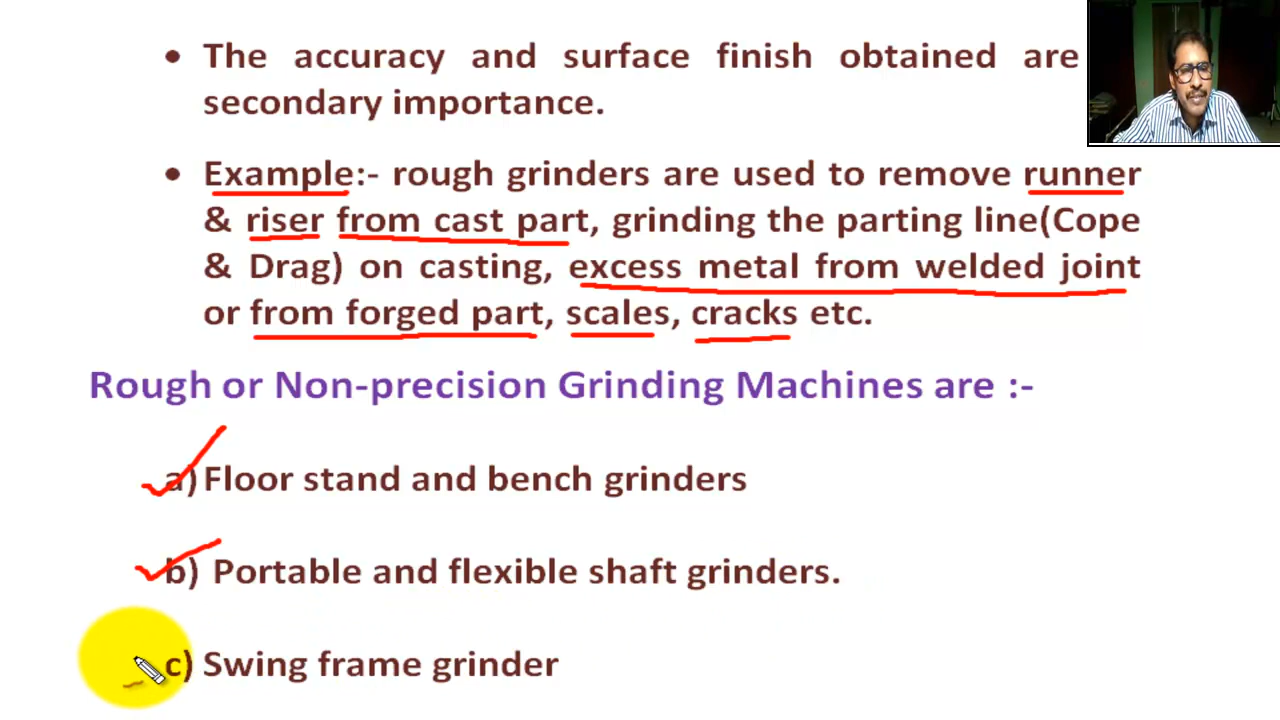 • The accuracy and surface finish obtained are
secondary importance.
• Example:- rough grinders are used to remove runner
& riser from cast part, grinding the parting line(Cope
& Drag) on casting, excess metal from welded joint
or from forged part, scales, cracks etc.
Rough or Non-precision Grinding Machines are :-
a) Floor stand and bench grinders
b) Portable and flexible shaft grinders.
c) Swing frame grinder